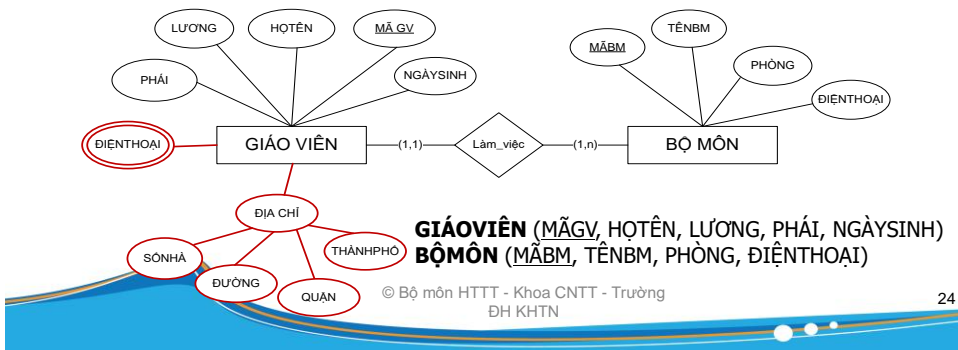 LƯƠNG
HỌTÊN
MÃ GV
PHÁI
NGÀYSINH
TÊNBM
MÃBM
PHÒNG
ĐIỆNTHOẠI
ĐIỆNTHOẠI
GIÁO VIÊN
(1,1)
Làm_việc
(1,n)
BỘ MÔN
ĐỊA CHỈ
SỐNHÀ
ĐƯỜNG
QUẬN
THÀNHPHỐ
GIÁOVIÊN (MÃGV, HỌTÊN, LƯƠNG, PHÁI, NGÀYSINH)
BỘMÔN (MÃBM, TÊNBM, PHÒNG, ĐIỆNTHOẠI)
© Bộ môn HTTT - Khoa CNTT - Trường
ĐH KHTN
24